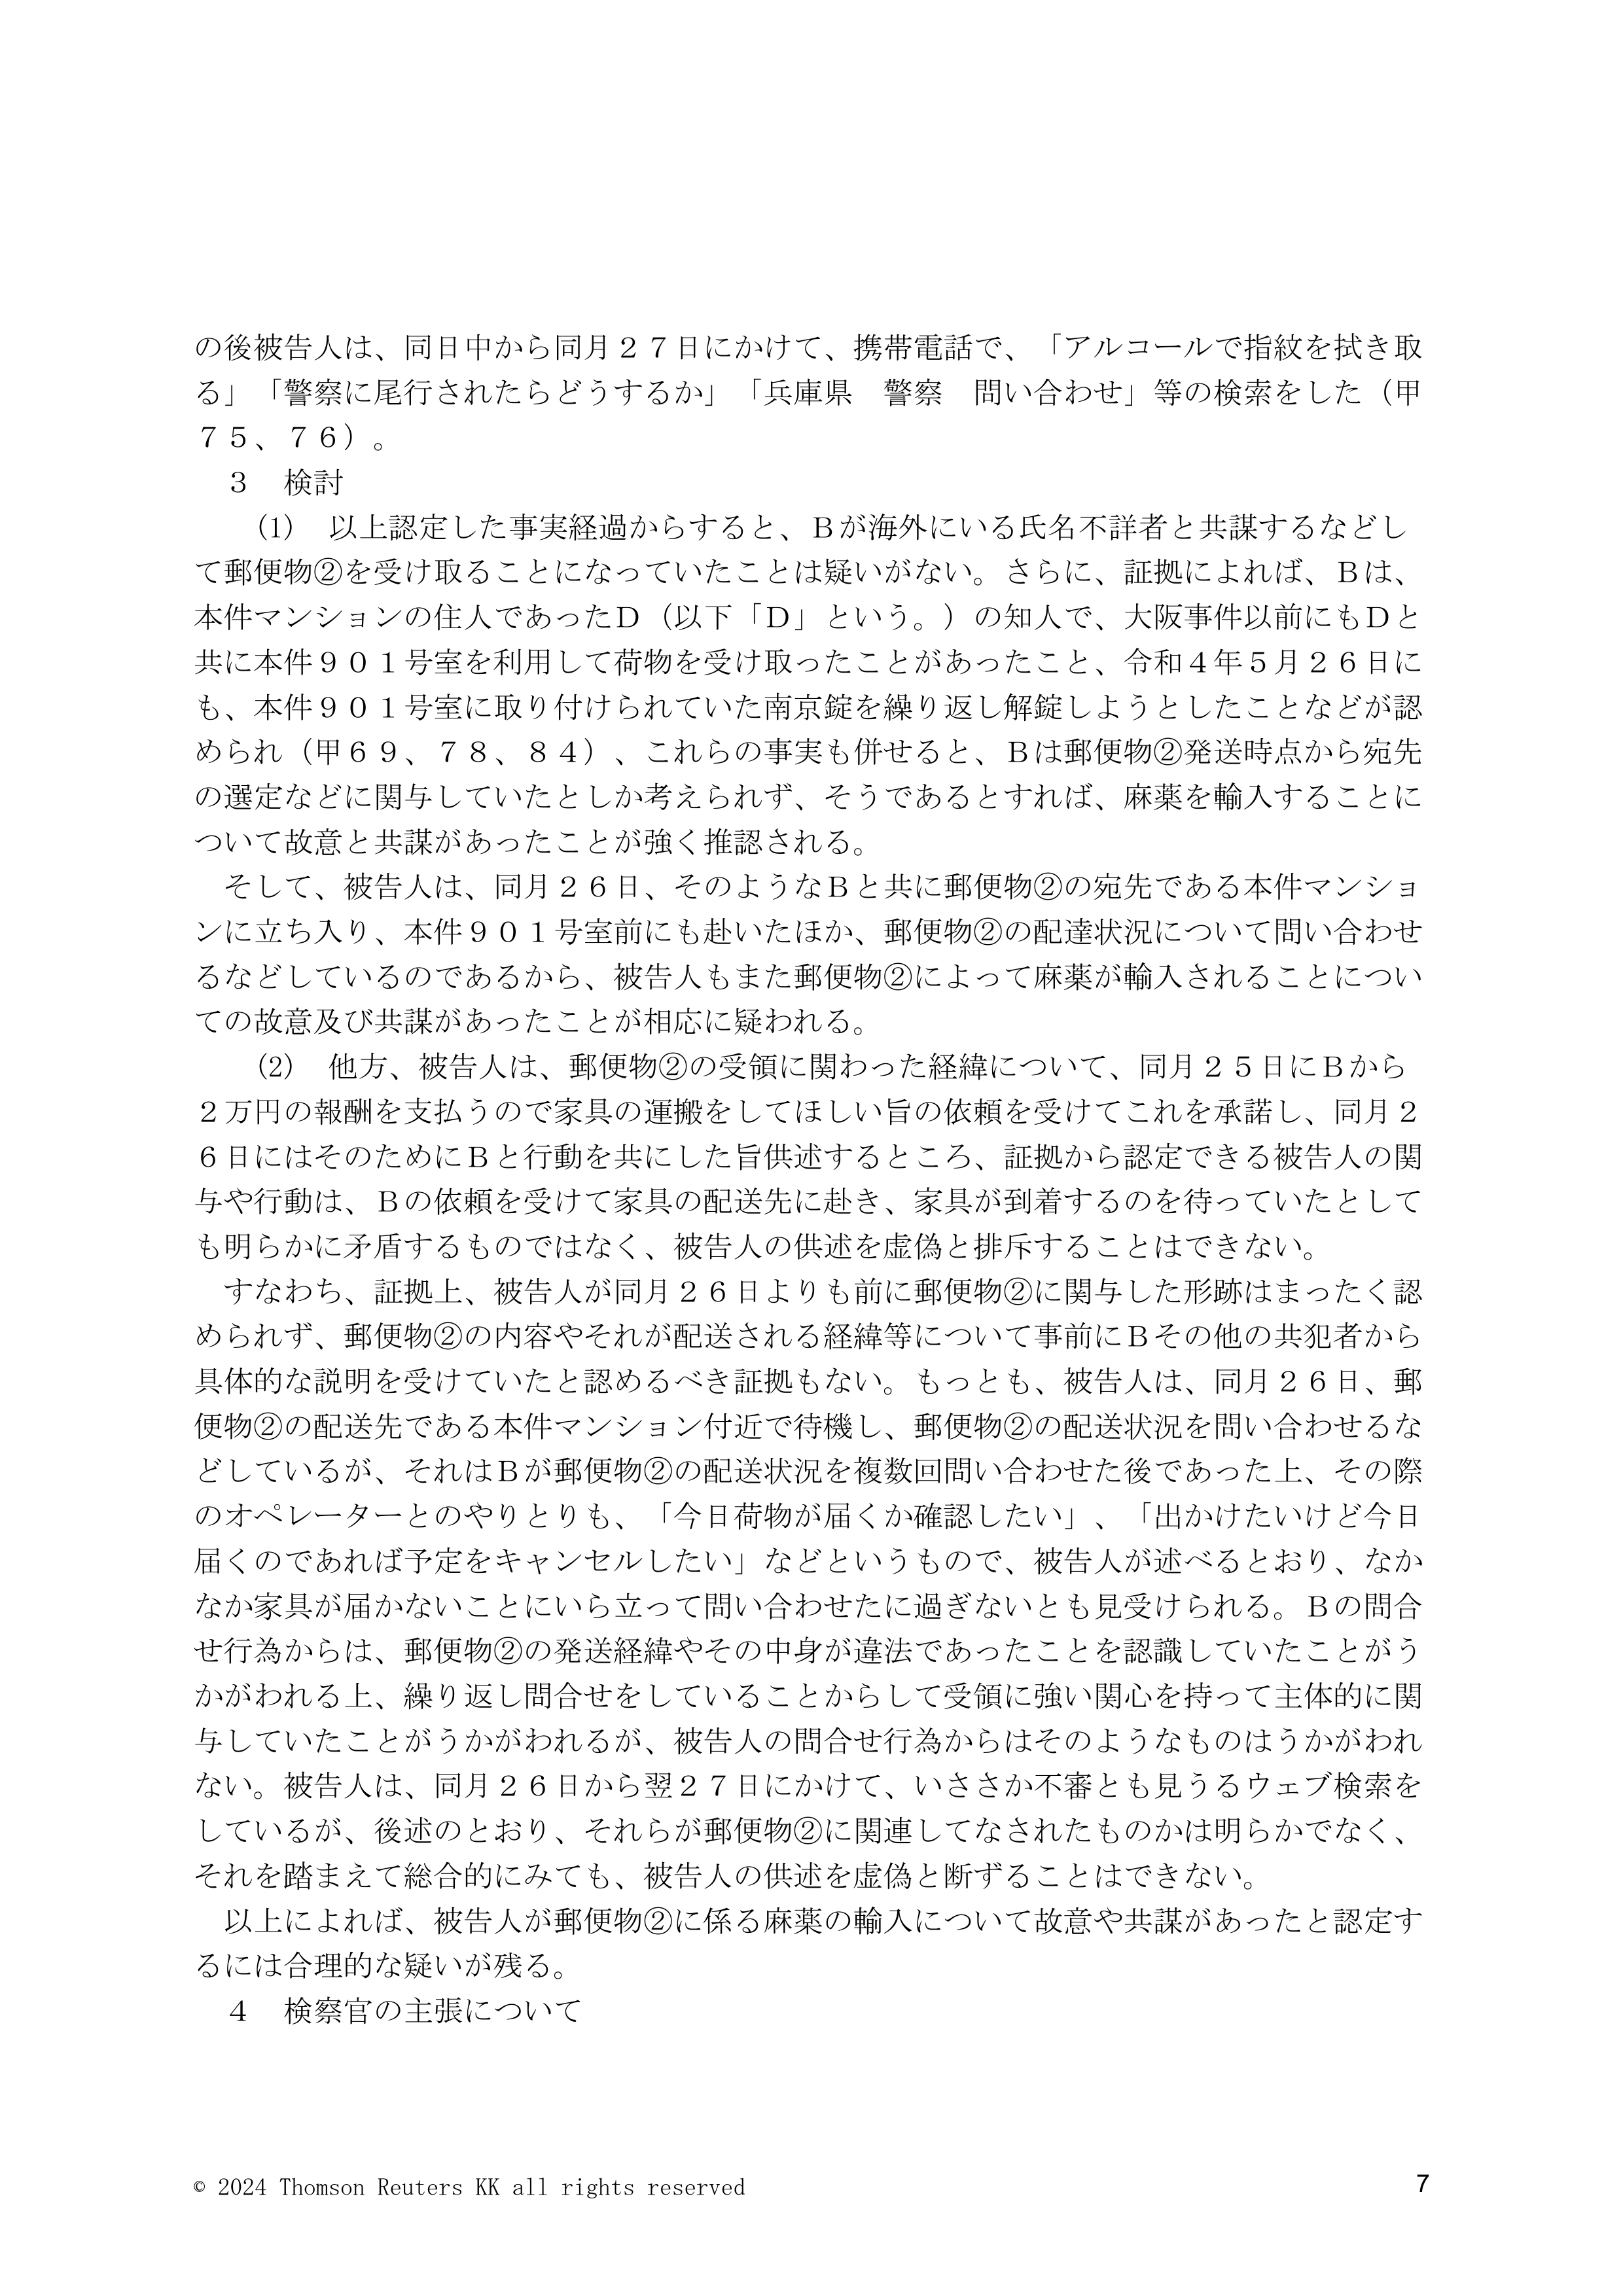 の後被告人は、同日中から同月２７日にかけて、携帯電話で、「アルコールで指紋を拭き取
る」「警察に尾行されたらどうするか」「兵庫県　警察　問い合わせ」等の検索をした（甲
７５、７６）。
３　検討
(1)　以上認定した事実経過からすると、Ｂが海外にいる氏名不詳者と共謀するなどし
て郵便物②を受け取ることになっていたことは疑いがない。さらに、証拠によれば、Ｂは、
本件マンションの住人であったＤ（以下「Ｄ」という。）の知人で、大阪事件以前にもＤと
共に本件９０１号室を利用して荷物を受け取ったことがあったこと、令和４年５月２６日に
も、本件９０１号室に取り付けられていた南京錠を繰り返し解錠しようとしたことなどが認
められ（甲６９、７８、８４）、これらの事実も併せると、Ｂは郵便物②発送時点から宛先
の選定などに関与していたとしか考えられず、そうであるとすれば、麻薬を輸入することに
ついて故意と共謀があったことが強く推認される。
そして、被告人は、同月２６日、そのようなＢと共に郵便物②の宛先である本件マンショ
ンに立ち入り、本件９０１号室前にも赴いたほか、郵便物②の配達状況について問い合わせ
るなどしているのであるから、被告人もまた郵便物②によって麻薬が輸入されることについ
ての故意及び共謀があったことが相応に疑われる。
(2)　他方、被告人は、郵便物②の受領に関わった経緯について、同月２５日にＢから
２万円の報酬を支払うので家具の運搬をしてほしい旨の依頼を受けてこれを承諾し、同月２
６日にはそのためにＢと行動を共にした旨供述するところ、証拠から認定できる被告人の関
与や行動は、Ｂの依頼を受けて家具の配送先に赴き、家具が到着するのを待っていたとして
も明らかに矛盾するものではなく、被告人の供述を虚偽と排斥することはできない。
すなわち、証拠上、被告人が同月２６日よりも前に郵便物②に関与した形跡はまったく認
められず、郵便物②の内容やそれが配送される経緯等について事前にＢその他の共犯者から
具体的な説明を受けていたと認めるべき証拠もない。もっとも、被告人は、同月２６日、郵
便物②の配送先である本件マンション付近で待機し、郵便物②の配送状況を問い合わせるな
どしているが、それはＢが郵便物②の配送状況を複数回問い合わせた後であった上、その際
のオペレーターとのやりとりも、「今日荷物が届くか確認したい」、「出かけたいけど今日
届くのであれば予定をキャンセルしたい」などというもので、被告人が述べるとおり、なか
なか家具が届かないことにいら立って問い合わせたに過ぎないとも見受けられる。Ｂの問合
せ行為からは、郵便物②の発送経緯やその中身が違法であったことを認識していたことがう
かがわれる上、繰り返し問合せをしていることからして受領に強い関心を持って主体的に関
与していたことがうかがわれるが、被告人の問合せ行為からはそのようなものはうかがわれ
ない。被告人は、同月２６日から翌２７日にかけて、いささか不審とも見うるウェブ検索を
しているが、後述のとおり、それらが郵便物②に関連してなされたものかは明らかでなく、
それを踏まえて総合的にみても、被告人の供述を虚偽と断ずることはできない。
以上によれば、被告人が郵便物②に係る麻薬の輸入について故意や共謀があったと認定す
るには合理的な疑いが残る。
４　検察官の主張について
© 2024 Thomson Reuters KK all rights reserved
7